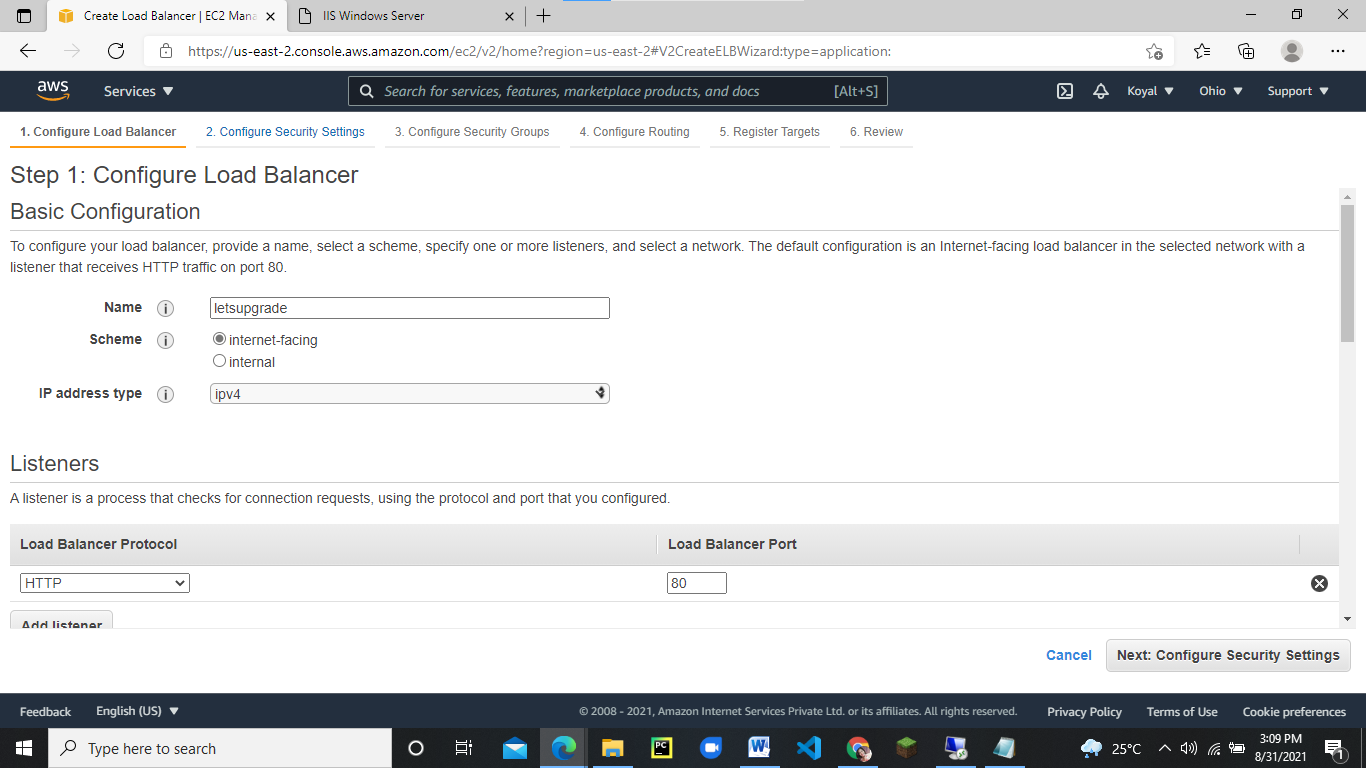 Create Load Balancer | EC2 Mana
IIS Windows Server
https://us-east-2.console.aws.amazon.com/ec2/v2/home?region=us-east-2#V2CreateELBWizard:type=application:
aws
Services
Search for services, features, marketplace products, and docs
[Alt+S]
Koyal
Ohio
Support
1. Configure Load Balancer
2. Configure Security Settings
3. Configure Security Groups
4. Configure Routing
5. Register Targets
6. Review
Step 1: Configure Load Balancer
Basic Configuration
To configure your load balancer, provide a name, select a scheme, specify one or more listeners, and select a network. The default configuration is an Internet-facing load balancer in the selected network with a
listener that receives HTTP traffic on port 80.
Name
letsupgrade
Scheme
internet-facing
internal
IP address type
ipv4
Listeners
A listener is a process that checks for connection requests, using the protocol and port that you configured.
Load Balancer Protocol
Load Balancer Port
HTTP
80
Add listener
Cancel
Next: Configure Security Settings
Feedback
English (US)
© 2008 - 2021, Amazon Internet Services Private Ltd. or its affiliates. All rights reserved.
Privacy Policy
Terms of Use
Cookie preferences
Type here to search
PC
W
25°C
3:09 PM
8/31/2021
1